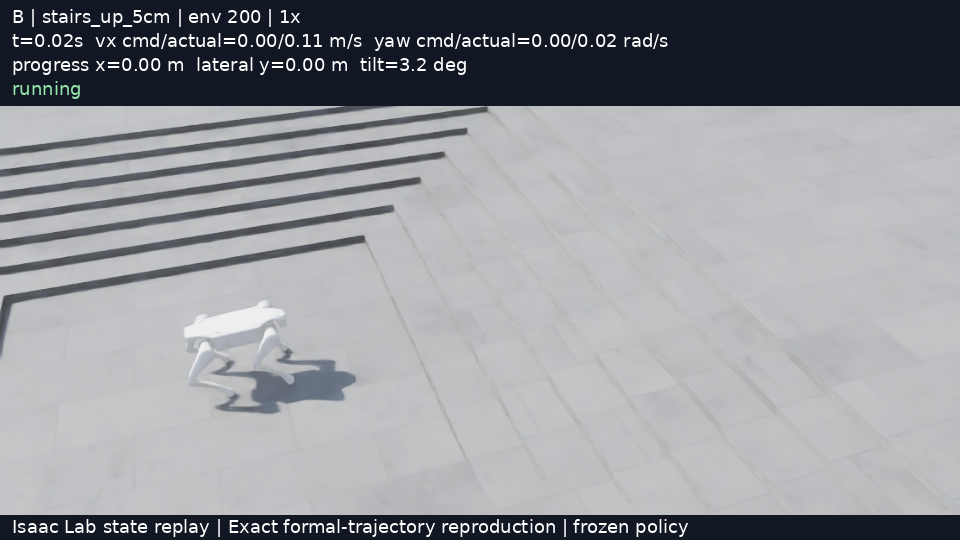 B | stairs_up_5cm | env 200 | 1x
t=0.02s  vx cmd/actual=0.00/0.11 m/s  yaw cmd/actual=0.00/0.02 rad/s
progress x=0.00 m  lateral y=0.00 m  tilt=3.2 deg
running
Isaac Lab state replay | Exact formal-trajectory reproduction | frozen policy